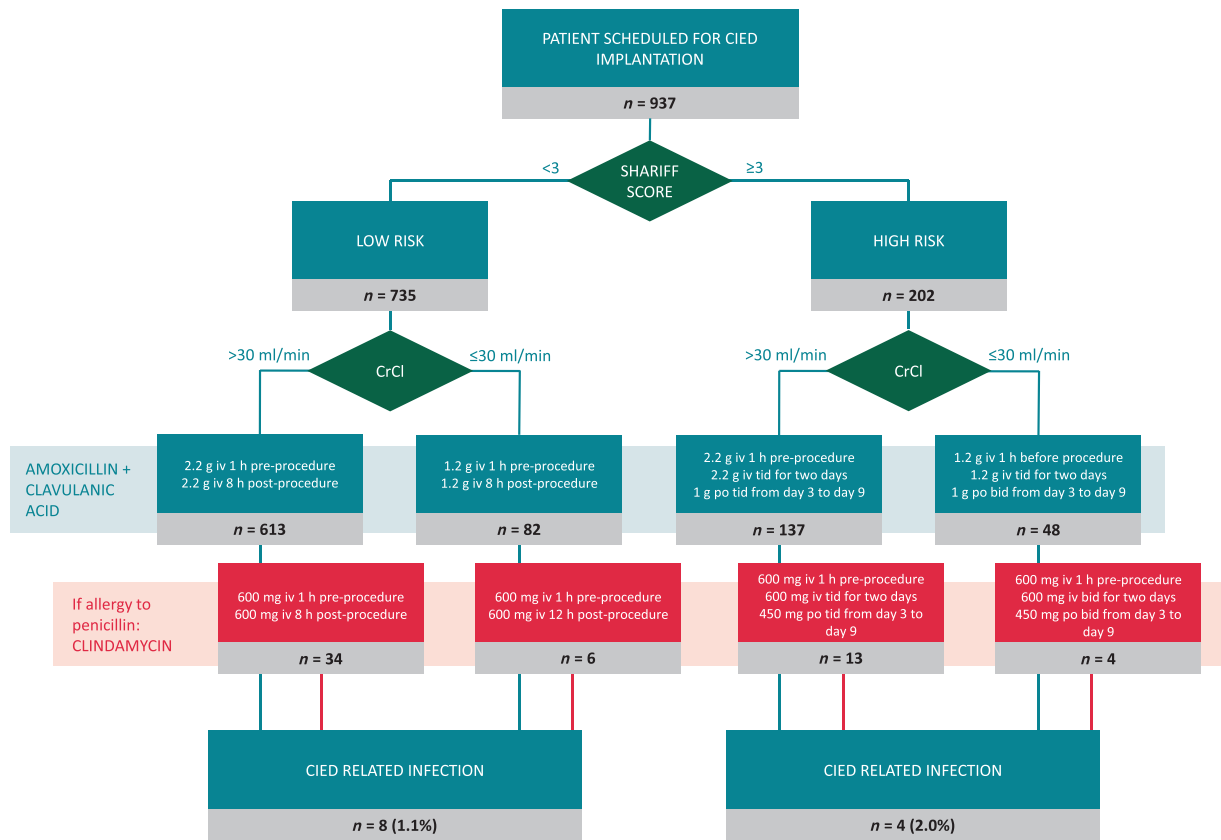 PATIENT SCHEDULED FOR CIED
IMPLANTATION
n = 937
<3
SHARIFF
SCORE
≥3
LOW RISK
n = 735
HIGH RISK
n = 202
>30 ml/min
CrCl
≤30 ml/min
>30 ml/min
CrCl
≤30 ml/min
AMOXICILLIN +
CLAVULANIC
ACID
2.2 g iv 1 h pre-procedure
2.2 g iv 8 h post-procedure
n = 613
1.2 g iv 1 h pre-procedure
1.2 g iv 8 h post-procedure
n = 82
2.2 g iv 1 h pre-procedure
2.2 g iv tid for two days
1 g po tid from day 3 to day 9
n = 137
1.2 g iv 1 h before procedure
1.2 g iv tid for two days
1 g po bid from day 3 to day 9
n = 48
If allergy to
penicillin:
CLINDAMYCIN
600 mg iv 1 h pre-procedure
600 mg iv 8 h post-procedure
n = 34
600 mg iv 1 h pre-procedure
600 mg iv 12 h post-procedure
n = 6
600 mg iv 1 h pre-procedure
600 mg iv tid for two days
450 mg po tid from day 3 to
day 9
n = 13
600 mg iv 1 h pre-procedure
600 mg iv bid for two days
450 mg po bid from day 3 to
day 9
n = 4
CIED RELATED INFECTION
n = 8 (1.1%)
CIED RELATED INFECTION
n = 4 (2.0%)